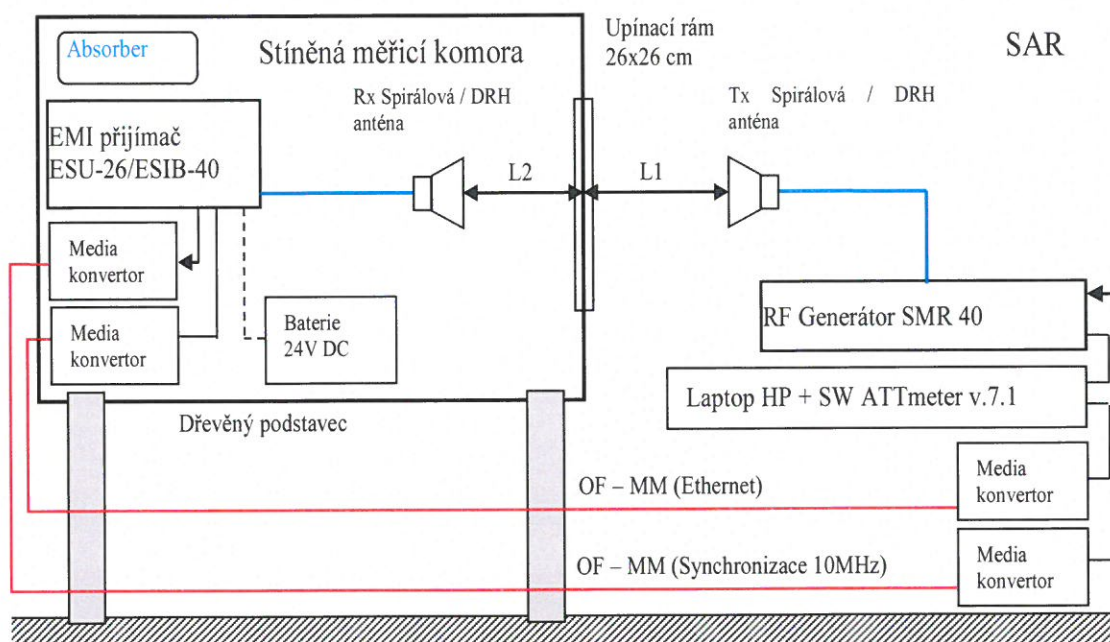 Absorber
Stíněná měřicí komora
Upínací rám
26x26 cm
SAR
Rx Spirálová / DRH
anténa
Tx Spirálová / DRH
anténa
EMI přijímač
ESU-26/ESIB-40
L2
L1
Media
konvertor
Media
konvertor
Baterie
24V DC
RF Generátor SMR 40
Laptop HP + SW ATTmeter v.7.1
Dřevěný podstavec
OF – MM (Ethernet)
Media
konvertor
OF – MM (Synchronizace 10MHz)
Media
konvertor